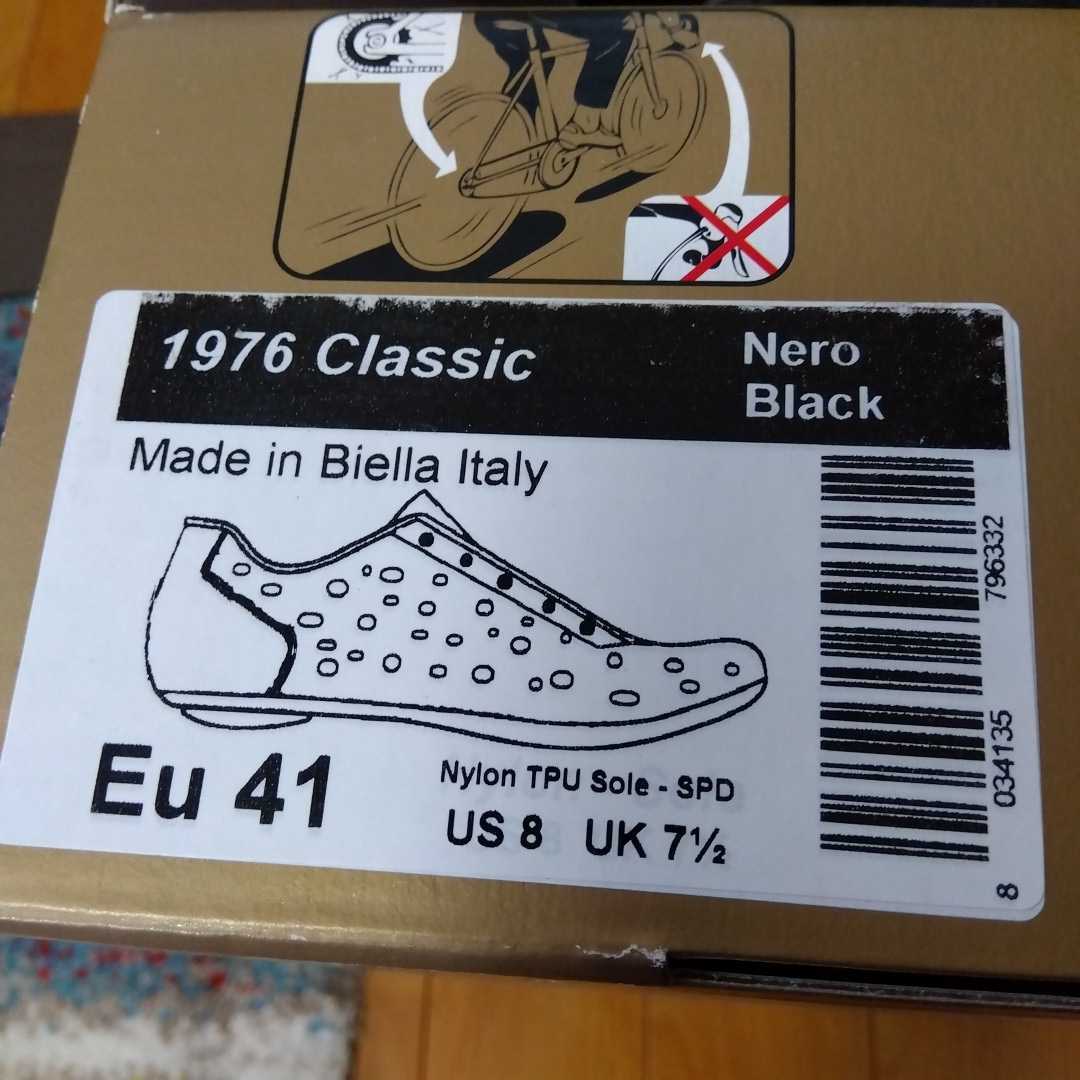 1976 Classic
Nero
Black
Made in Biella Italy
Eu 41
Nylon TPU Sole - SPD
US 8 UK 7½
8 034135 796332